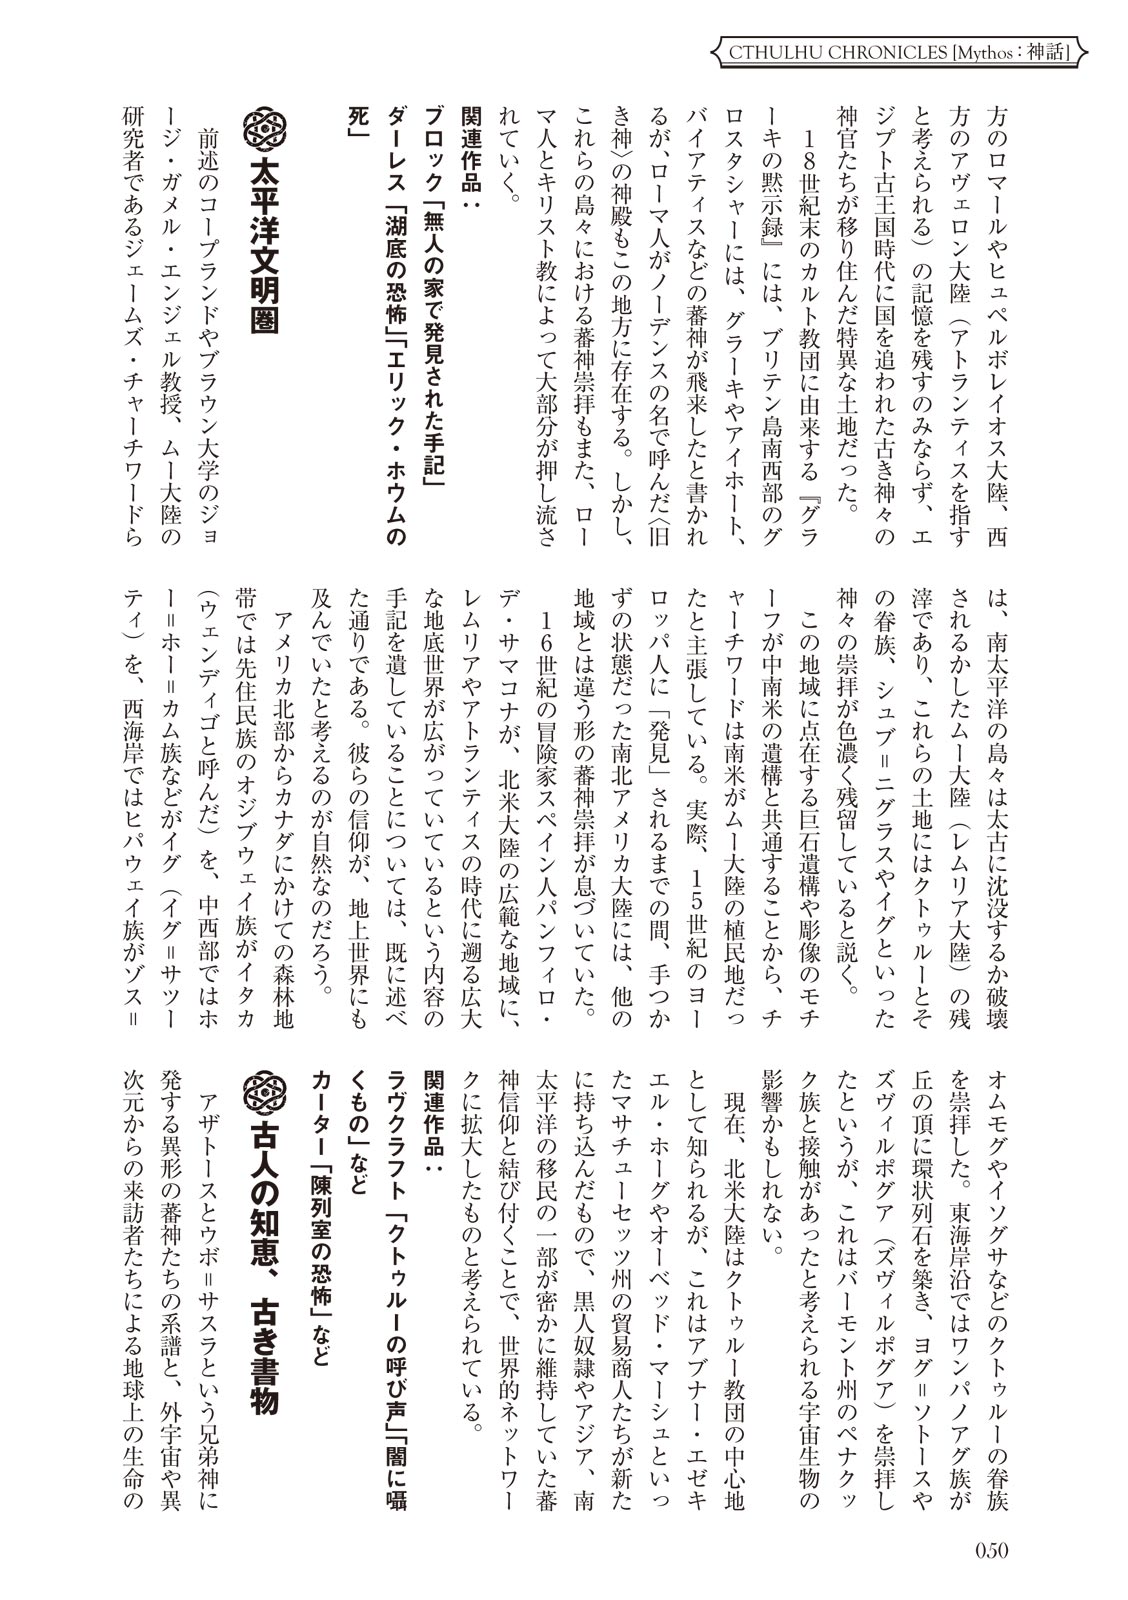 CTHULHU CHRONICLES [Mythos：神話]
方のロマールやヒュペルボレイオス大陸、西
方のアヴェロン大陸（アトランティスを指す
と考えられる）の記憶を残すのみならず、エ
ジプト古王国時代に国を追われた古き神々の
神官たちが移り住んだ特異な土地だった。
１８世紀末のカルト教団に由来する『グラ
ーキの黙示録』には、ブリテン島南西部のグ
ロスタシャーには、グラーキやアイホート、
バイアティスなどの蕃神が飛来したと書かれ
るが、ローマ人がノーデンスの名で呼んだ〈旧
き神〉の神殿もこの地方に存在する。しかし、
これらの島々における蕃神崇拝もまた、ロー
マ人とキリスト教によって大部分が押し流さ
れていく。
関連作品：
ブロック「無人の家で発見された手記」
ダーレス「湖底の恐怖」「エリック・ホウムの
死」
太平洋文明圏
前述のコープランドやブラウン大学のジョ
ージ・ガメル・エンジェル教授、ムー大陸の
研究者であるジェームズ・チャーチワードら
は、南太平洋の島々は太古に沈没するか破壊
されるかしたムー大陸（レムリア大陸）の残
滓であり、これらの土地にはクトゥルーとそ
の眷族、シュブ＝ニグラスやイグといった
神々の崇拝が色濃く残留していると説く。
この地域に点在する巨石遺構や彫像のモチ
ーフが中南米の遺構と共通することから、チ
ャーチワードは南米がムー大陸の植民地だっ
たと主張している。実際、１５世紀のヨー
ロッパ人に「発見」されるまでの間、手つか
ずの状態だった南北アメリカ大陸には、他の
地域とは違う形の蕃神崇拝が息づいていた。
１６世紀の冒険家スペイン人パンフィロ・
デ・サマコナが、北米大陸の広範な地域に、
レムリアやアトランティスの時代に遡る広大
な地底世界が広がっていているという内容の
手記を遺していることについては、既に述べ
た通りである。彼らの信仰が、地上世界にも
及んでいたと考えるのが自然なのだろう。
アメリカ北部からカナダにかけての森林地
帯では先住民族のオジブウェイ族がイタカ
（ウェンディゴと呼んだ）を、中西部ではホ
ー＝ホー＝カム族などがイグ（イグ＝サツー
ティ）を、西海岸ではヒパウェイ族がゾス＝
オムモグやイソグサなどのクトゥルーの眷族
を崇拝した。東海岸沿ではワンパノアグ族が
丘の頂に環状列石を築き、ヨグ＝ソトースや
ズヴィルポグア（ズヴィルポグア）を崇拝し
たというが、これはバーモント州のペナクッ
ク族と接触があったと考えられる宇宙生物の
影響かもしれない。
現在、北米大陸はクトゥルー教団の中心地
として知られるが、これはアブナー・エゼキ
エル・ホーグやオーベッド・マーシュといっ
たマサチューセッツ州の貿易商人たちが新た
に持ち込んだもので、黒人奴隷やアジア、南
太平洋の移民の一部が密かに維持していた蕃
神信仰と結び付くことで、世界的ネットワー
クに拡大したものと考えられている。
関連作品：
ラヴクラフト「クトゥルーの呼び声」「闇に囁
くもの」など
カーター「陳列室の恐怖」など
古人の知恵、古き書物
アザトースとウボ＝サスラという兄弟神に
発する異形の蕃神たちの系譜と、外宇宙や異
次元からの来訪者たちによる地球上の生命の
050